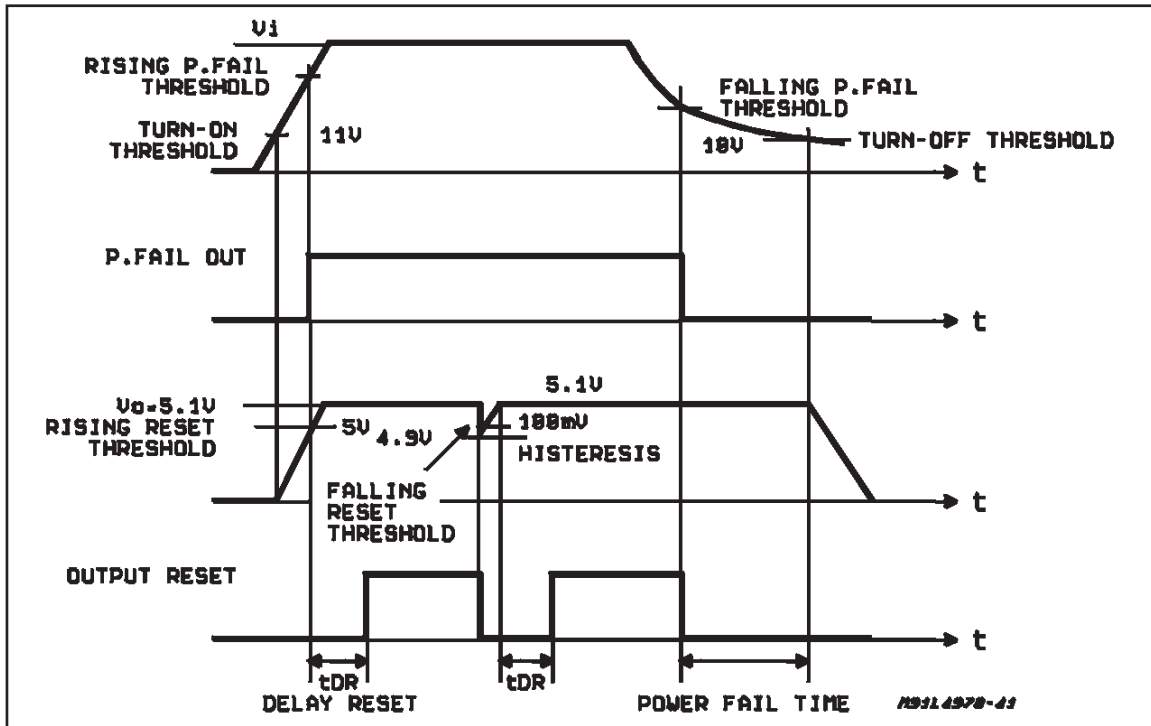 Vi
RISING P.FAIL
THRESHOLD
FALLING P.FAIL
THRESHOLD
TURN-ON
THRESHOLD
11V
10V
TURN-OFF THRESHOLD
t
P.FAIL OUT
t
5.1V
Vo=5.1V
RISING RESET
THRESHOLD
5V
4.9V
100mV
HISTERESIS
FALLING
RESET
THRESHOLD
t
OUTPUT RESET
t
tDR
tDR
DELAY RESET
POWER FAIL TIME
M91L4970-41